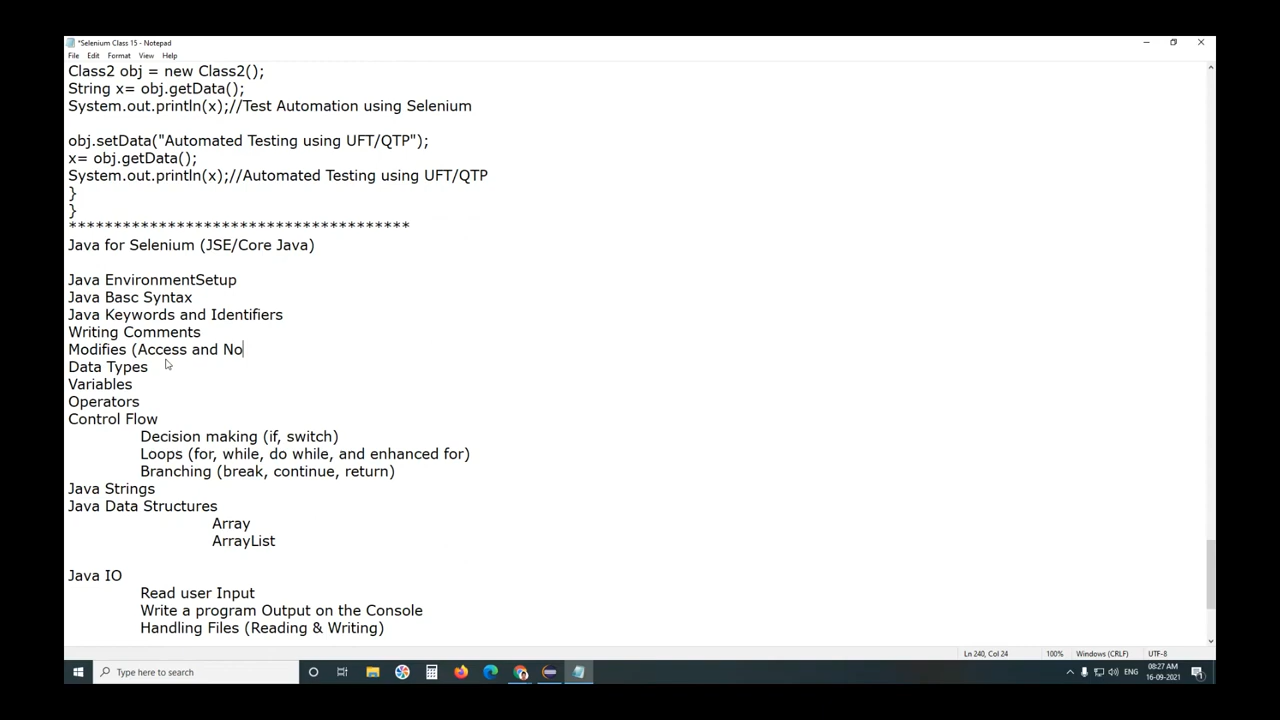 *Selenium Class 15 - Notepad
File Edit Format View Help
Class2 obj = new Class2();
String x= obj.getData();
System.out.println(x);//Test Automation using Selenium
obj.setData("Automated Testing using UFT/QTP");
x= obj.getData();
System.out.println(x);//Automated Testing using UFT/QTP
}
}
**************************************
Java for Selenium (JSE/Core Java)
Java EnvironmentSetup
Java Basc Syntax
Java Keywords and Identifiers
Writing Comments
Modifies (Access and No
Data Types
Variables
Operators
Control Flow
Decision making (if, switch)
Loops (for, while, do while, and enhanced for)
Branching (break, continue, return)
Java Strings
Java Data Structures
Array
ArrayList
Java IO
Read user Input
Write a program Output on the Console
Handling Files (Reading & Writing)
Ln 240, Col 24 100% Windows (CRLF) UTF-8
Type here to search
ENG
08:27 AM
16-09-2021